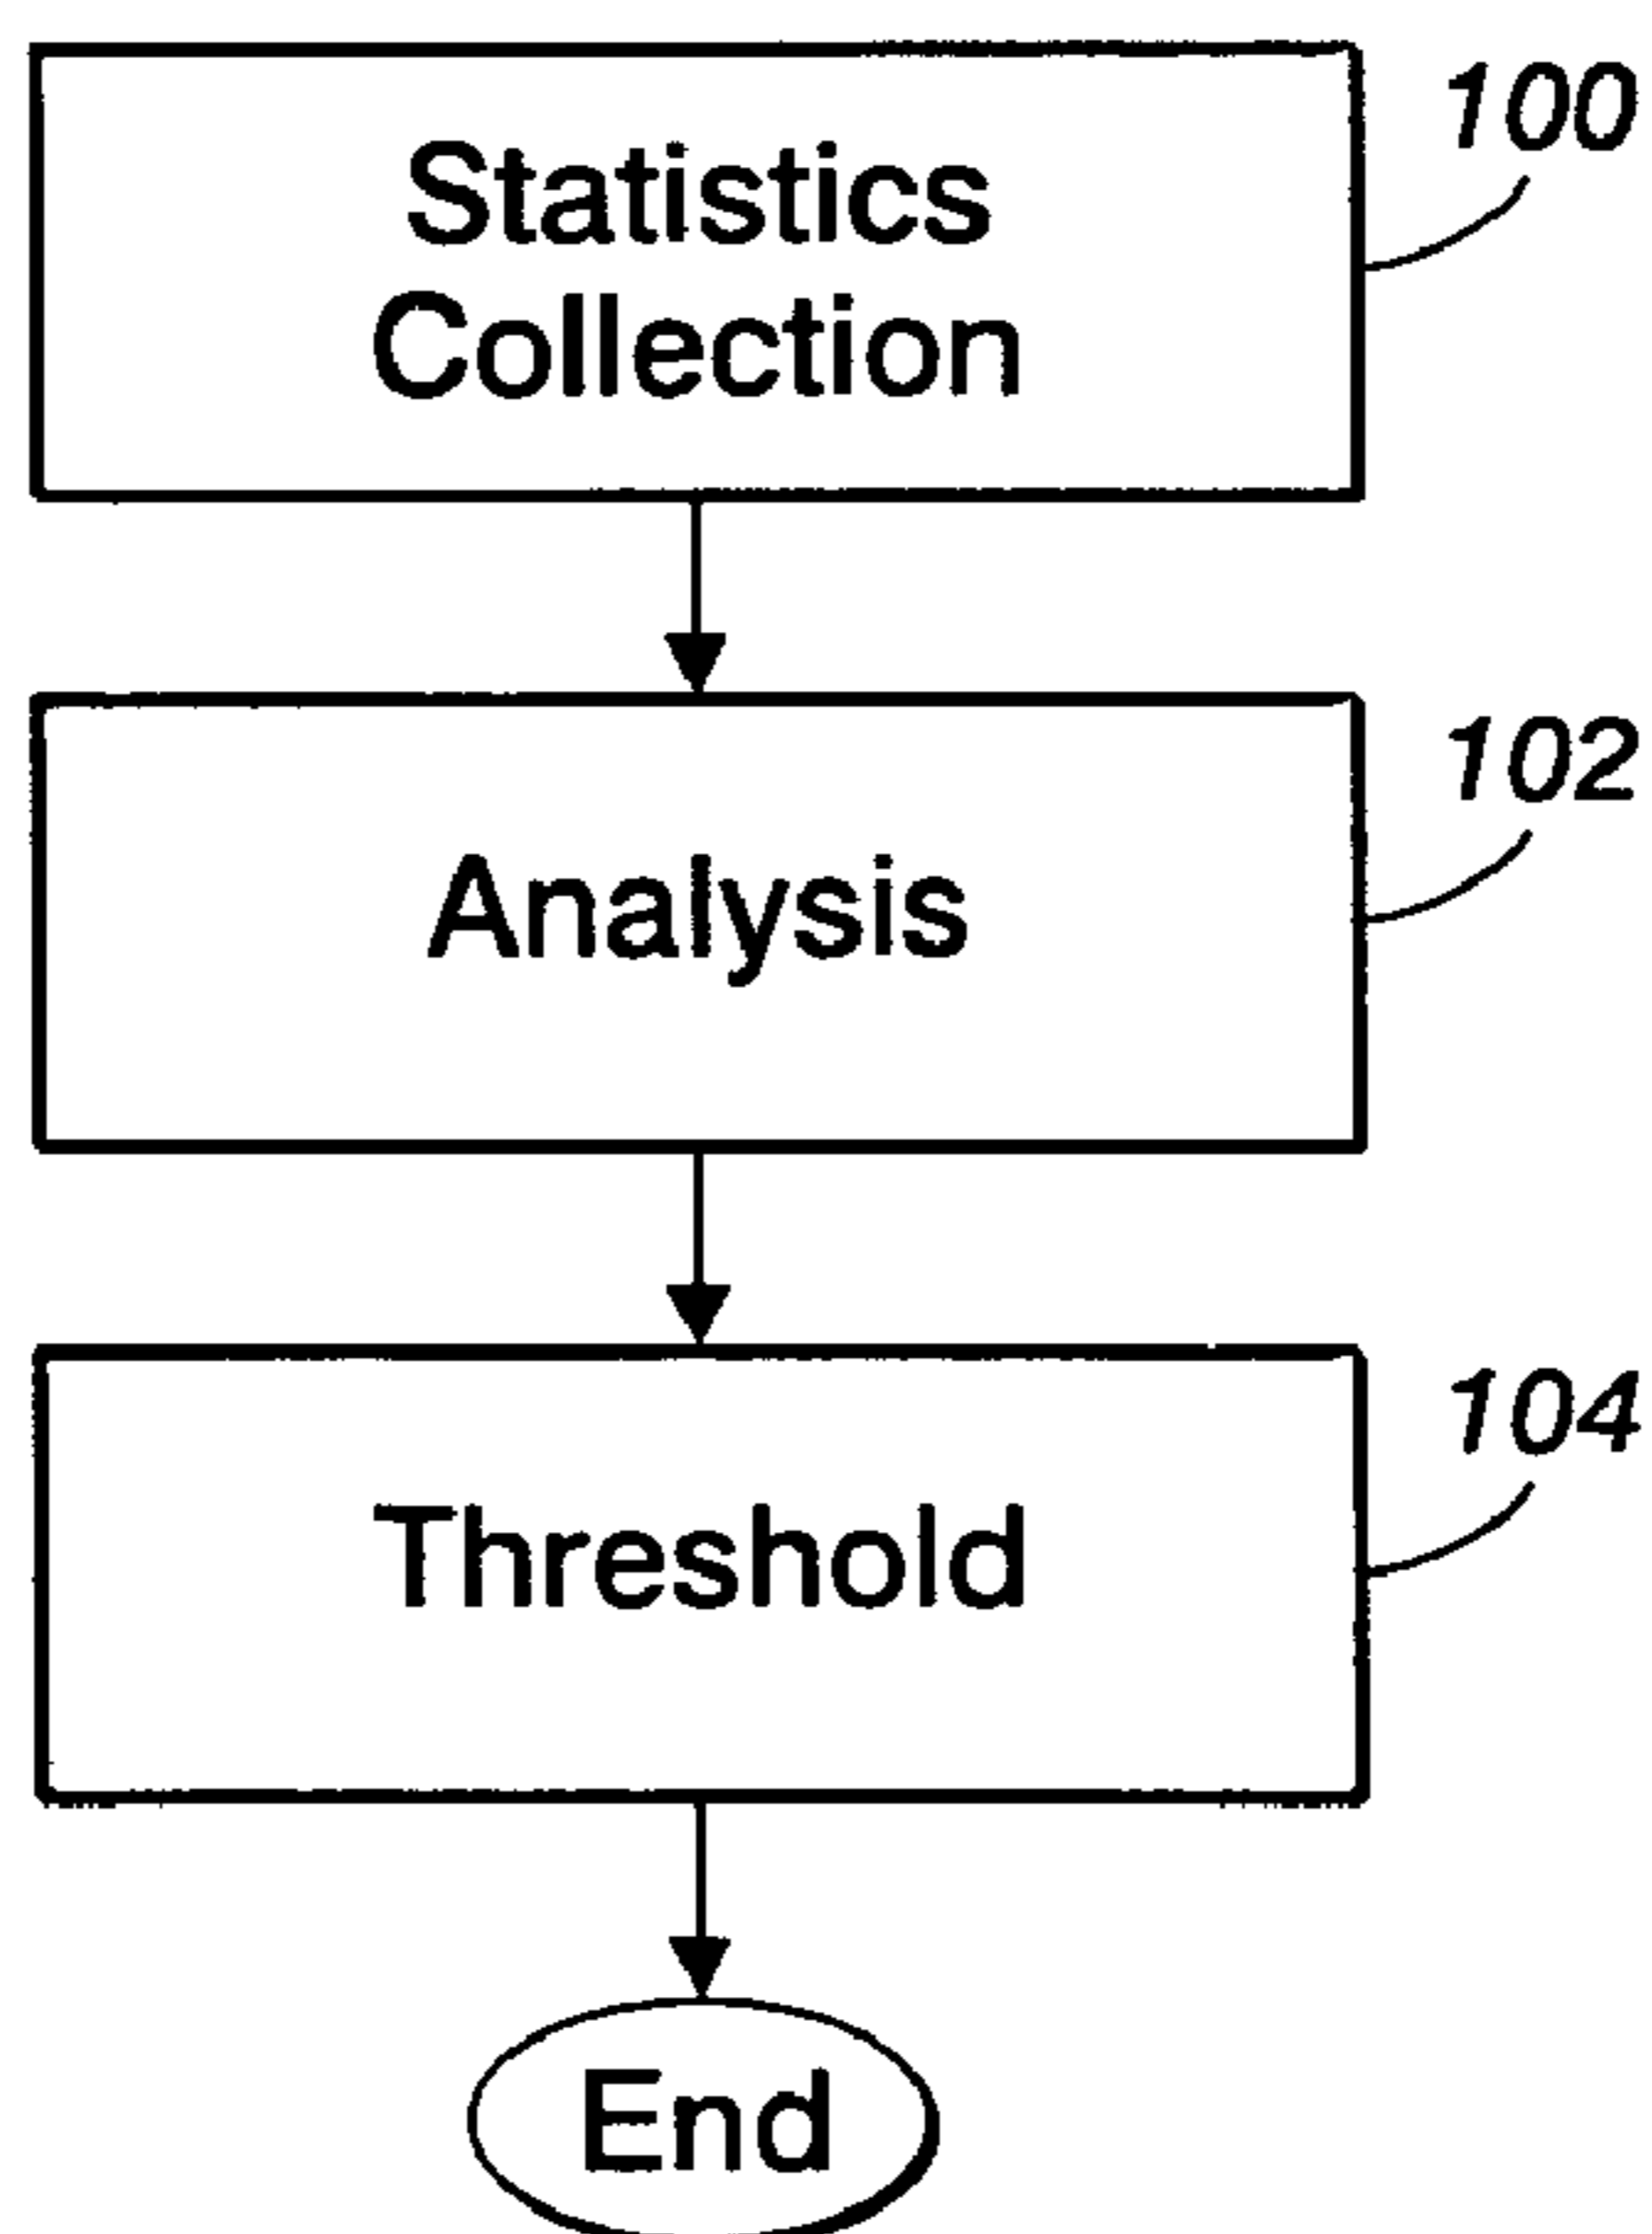 100
Statistics
Collection
102
Analysis
104
Threshold
End